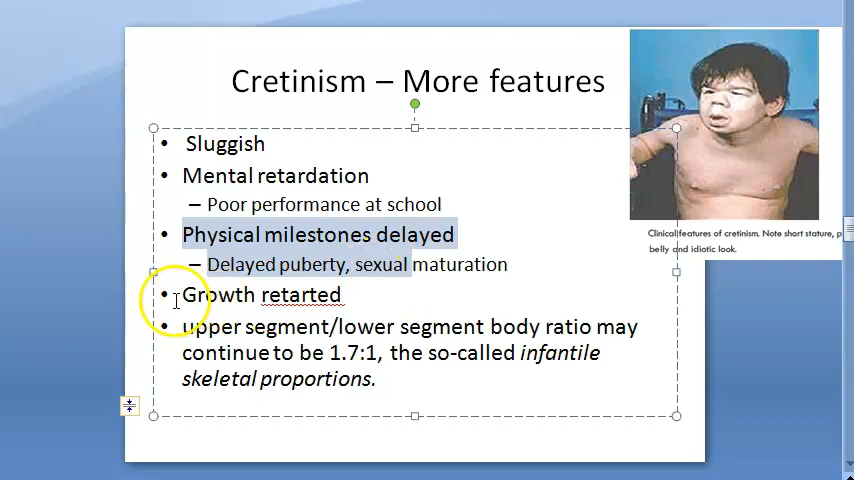 Cretinism – More features
• Sluggish
• Mental retardation
– Poor performance at school
• Physical milestones delayed
– Delayed puberty, sexual maturation
• Growth retarted
• upper segment/lower segment body ratio may
continue to be 1.7:1, the so-called infantile
skeletal proportions.
Clinical features of cretinism. Note short stature, p
belly and idiotic look.